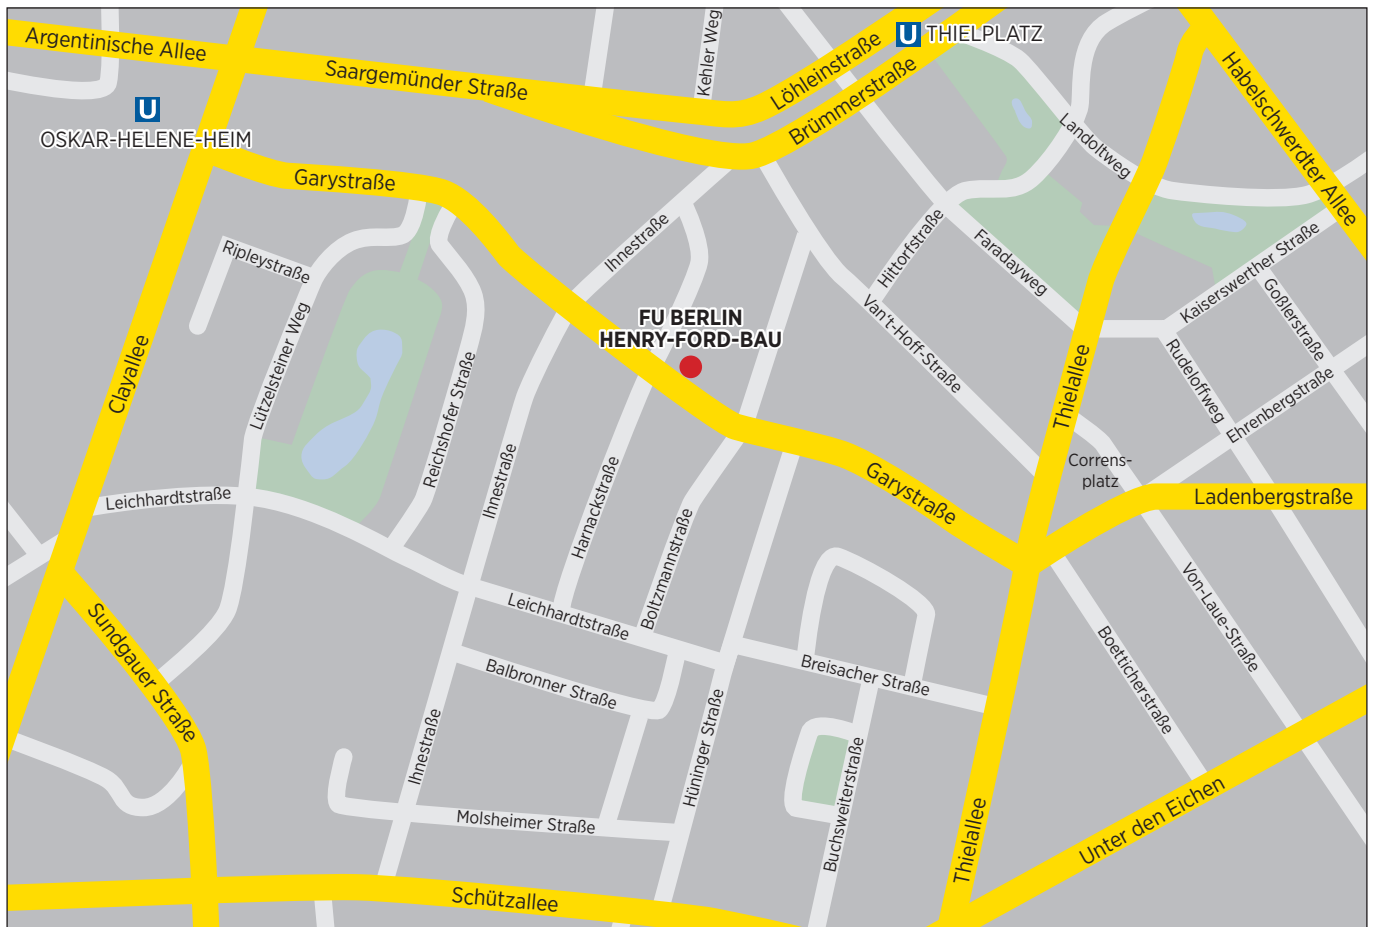 Argentinische Allee
Saargemünder Straße
Kehler Weg
Löhleinstraße
U THIELPLATZ
Brümmerstraße
Habelschwerdter Allee
U
OSKAR-HELENE-HEIM
Landoltweg
Garystraße
Ripleystraße
Ihnestraße
Hittorfstraße
Faradayweg
Kaiserswerther Straße
Goßlerstraße
FU BERLIN
HENRY-FORD-BAU
Van't-Hoff-Straße
Lützelsteiner Weg
Clayallee
Reichshofer Straße
Thielallee
Rudeloffweg
Ehrenbergstraße
Ihnestraße
Harnackstraße
Garystraße
Correns-
platz
Ladenbergstraße
Leichhardtstraße
Boltzmannstraße
Leichhardtstraße
Von-Laue-Straße
Sundgauer Straße
Balbronner Straße
Breisacher Straße
Boetticherstraße
Ihnestraße
Hüninger Straße
Buchsweiterstraße
Molsheimer Straße
Thielallee
Unter den Eichen
Schützallee